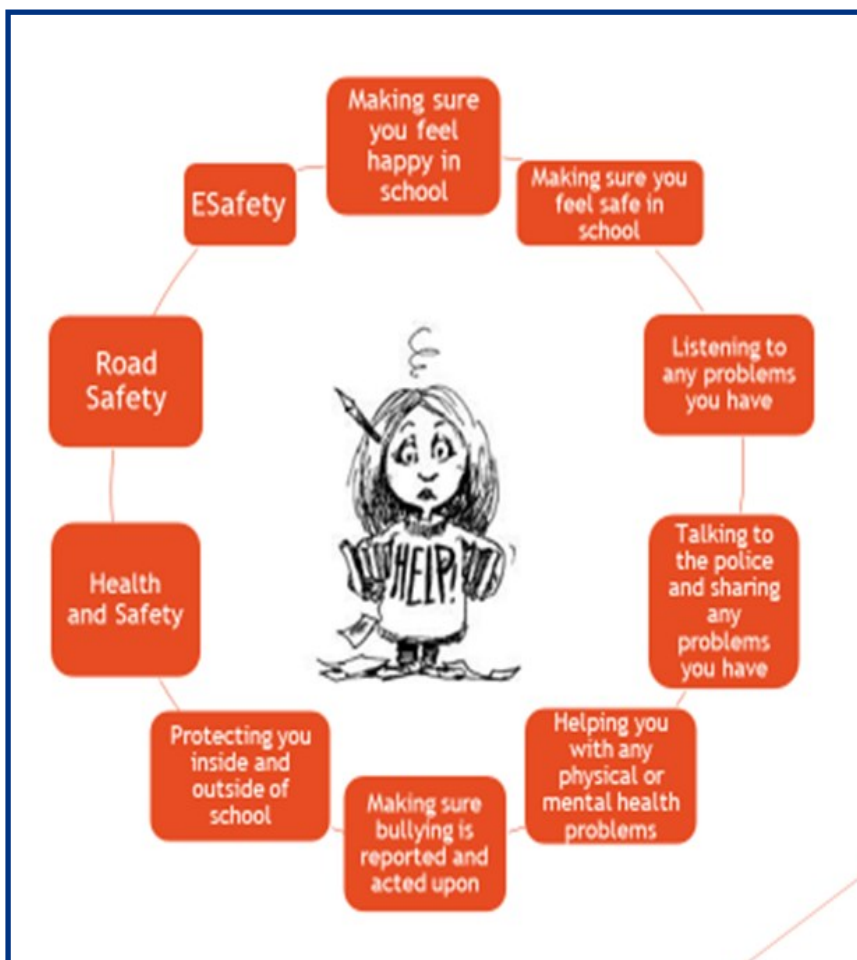 Making sure
you feel
happy in
school
Making sure you
feel safe in
school
Listening to
any problems
you have
Talking to
the police
and sharing
any
problems
you have
Helping you
with any
physical or
mental health
problems
Making sure
bullying is
reported and
acted upon
Protecting you
inside and
outside of
school
Health
and Safety
Road
Safety
ESafety
HELP!